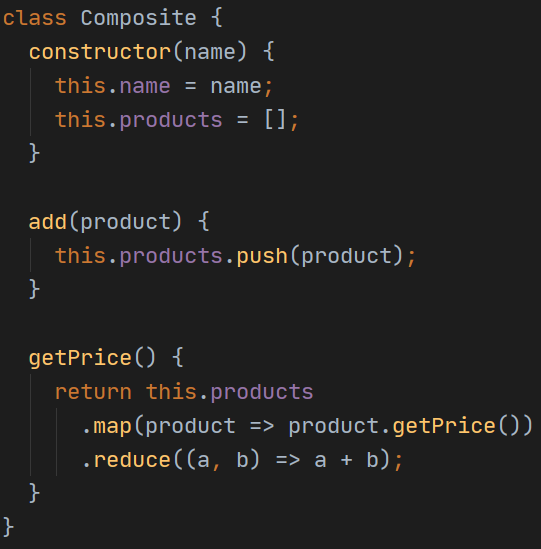 class Composite {
  constructor(name) {
    this.name = name;
    this.products = [];
  }

  add(product) {
    this.products.push(product);
  }

  getPrice() {
    return this.products
      .map(product => product.getPrice())
      .reduce((a, b) => a + b);
  }
}